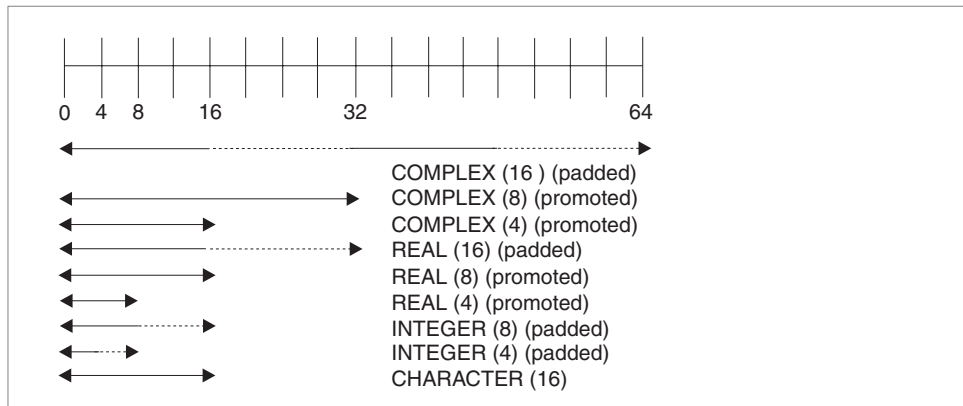 0 4 8 16 32 64
COMPLEX (16 ) (padded)
COMPLEX (8) (promoted)
COMPLEX (4) (promoted)
REAL (16) (padded)
REAL (8) (promoted)
REAL (4) (promoted)
INTEGER (8) (padded)
INTEGER (4) (padded)
CHARACTER (16)